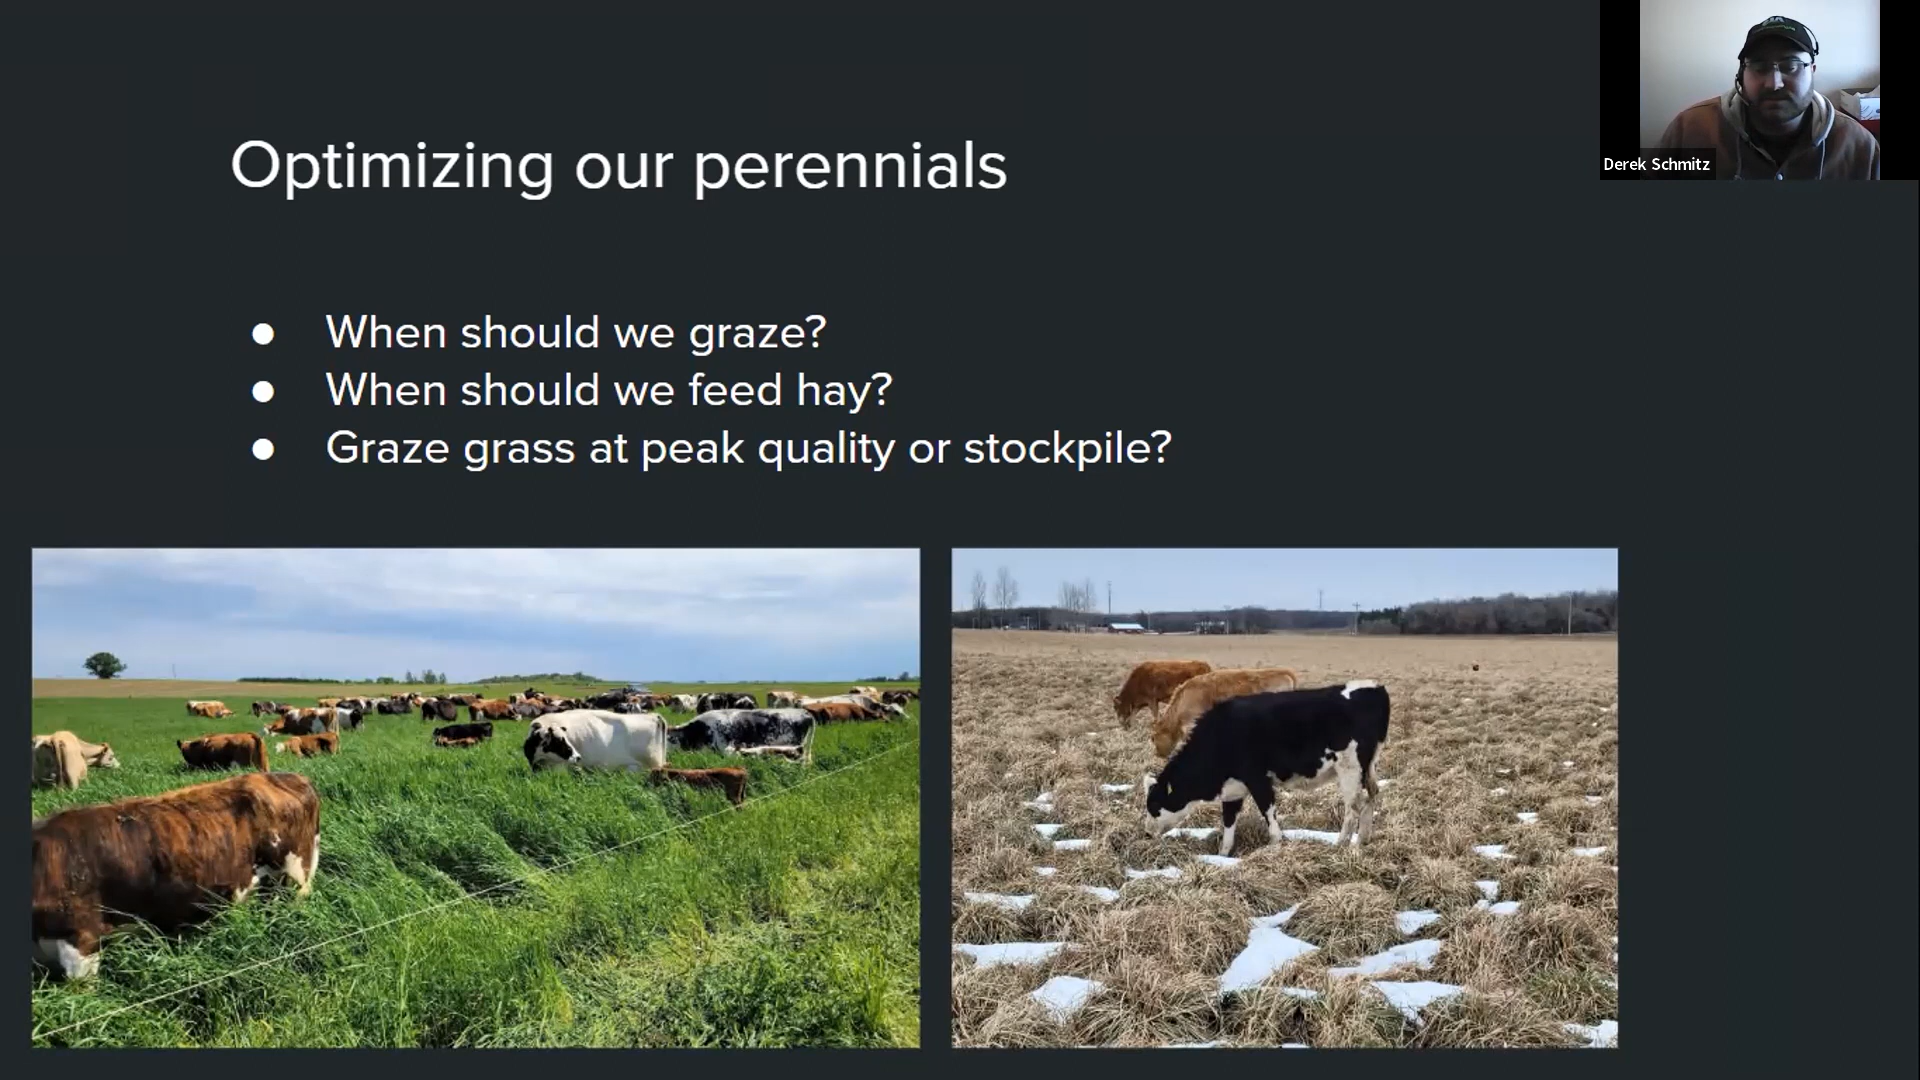 Optimizing our perennials
Derek Schmitz
● When should we graze?
● When should we feed hay?
● Graze grass at peak quality or stockpile?